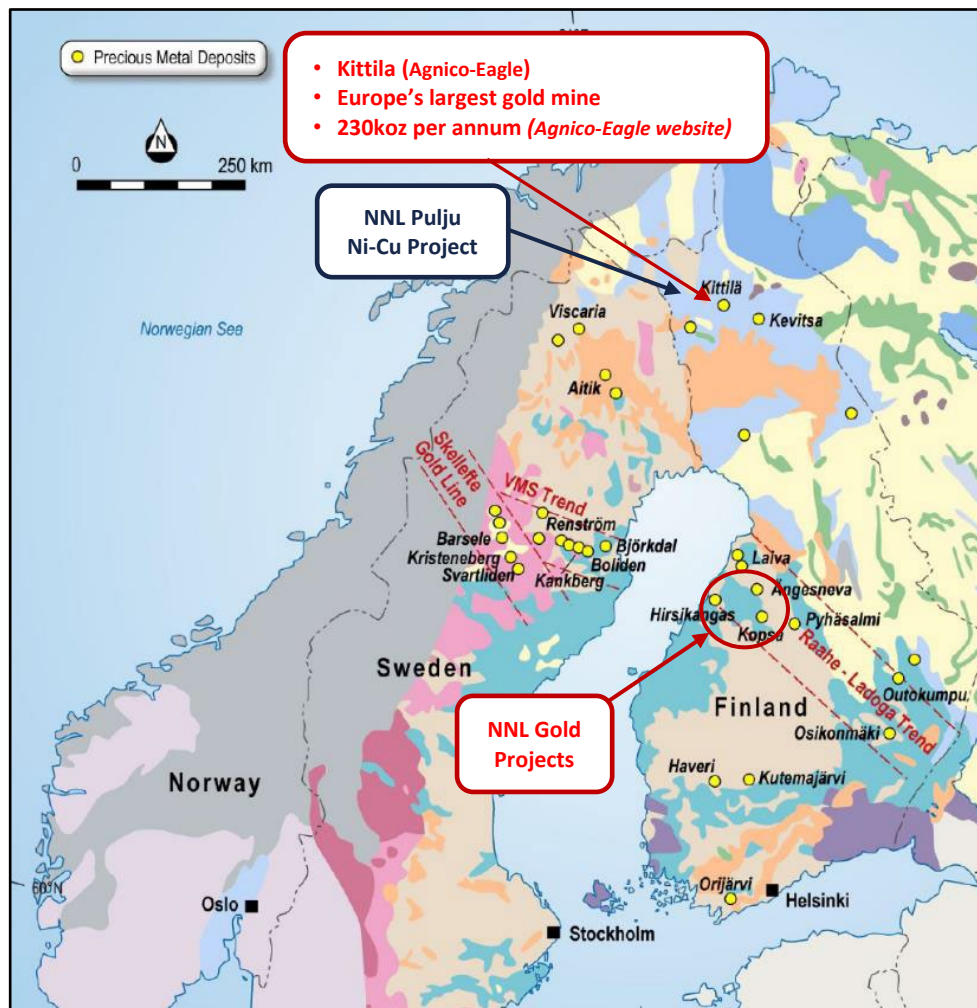 Precious Metal Deposits
N
0
250 km
• Kittila (Agnico-Eagle)
• Europe's largest gold mine
• 230koz per annum (Agnico-Eagle website)
NNL Pulju
Ni-Cu Project
Norwegian Sea
Kittilä
Kevitsa
Viscaria
Aitik
Skellefte
Gold Line
VMS Trend
Renström
Barsele
Björkdal
Kristeneberg
Boliden
Svartliden
Kankberg
Laiva
Ängesneva
Hirsikangas
Kopsa
Pyhäsalmi
Raahe - Ladoga Trend
Sweden
Outokumpu
Finland
Osikonmäki
NNL Gold
Projects
Norway
Haveri
Kutemajärvi
60°N
Oslo
Orijärvi
Helsinki
Stockholm